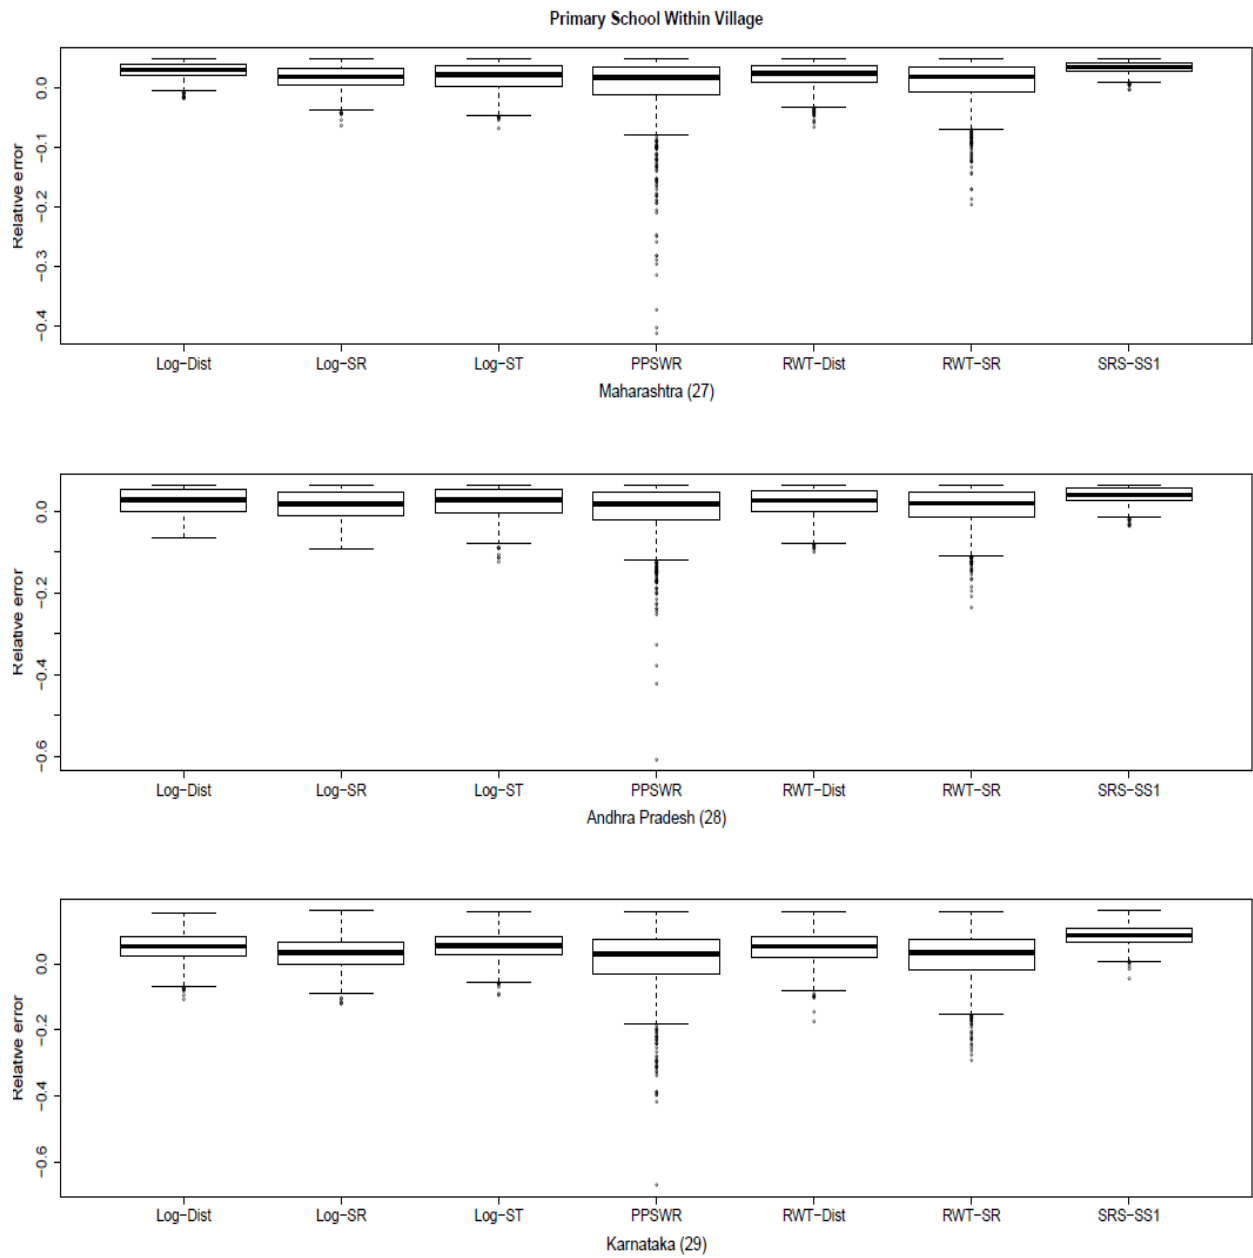 Primary School Within Village
Relative error
0.0
−0.1
−0.2
−0.3
−0.4
Log−Dist Log−SR Log−ST PPSWR RWT−Dist RWT−SR SRS−SS1
Maharashtra (27)
Relative error
0.0
−0.2
−0.4
−0.6
Log−Dist Log−SR Log−ST PPSWR RWT−Dist RWT−SR SRS−SS1
Andhra Pradesh (28)
Relative error
0.0
−0.2
−0.4
−0.6
Log−Dist Log−SR Log−ST PPSWR RWT−Dist RWT−SR SRS−SS1
Karnataka (29)